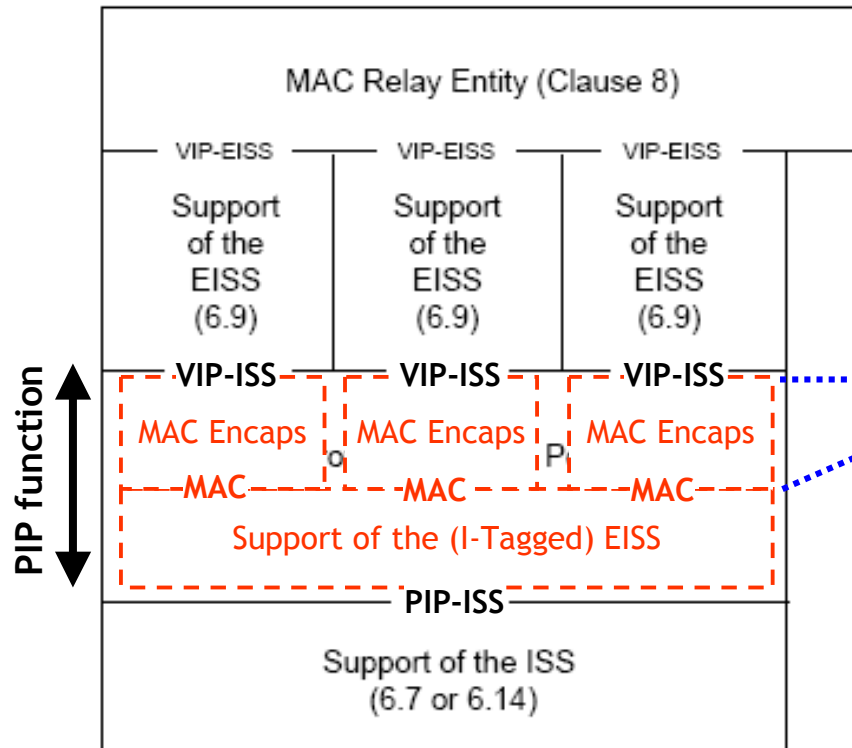 MAC Relay Entity (Clause 8)
VIP-EISS VIP-EISS VIP-EISS
Support Support Support
of the of the of the
EISS EISS EISS
(6.9) (6.9) (6.9)
VIP-ISS VIP-ISS VIP-ISS
MAC Encaps MAC Encaps MAC Encaps
MAC MAC MAC
Support of the (I-Tagged) EISS
PIP function
PIP-ISS
Support of the ISS
(6.7 or 6.14)